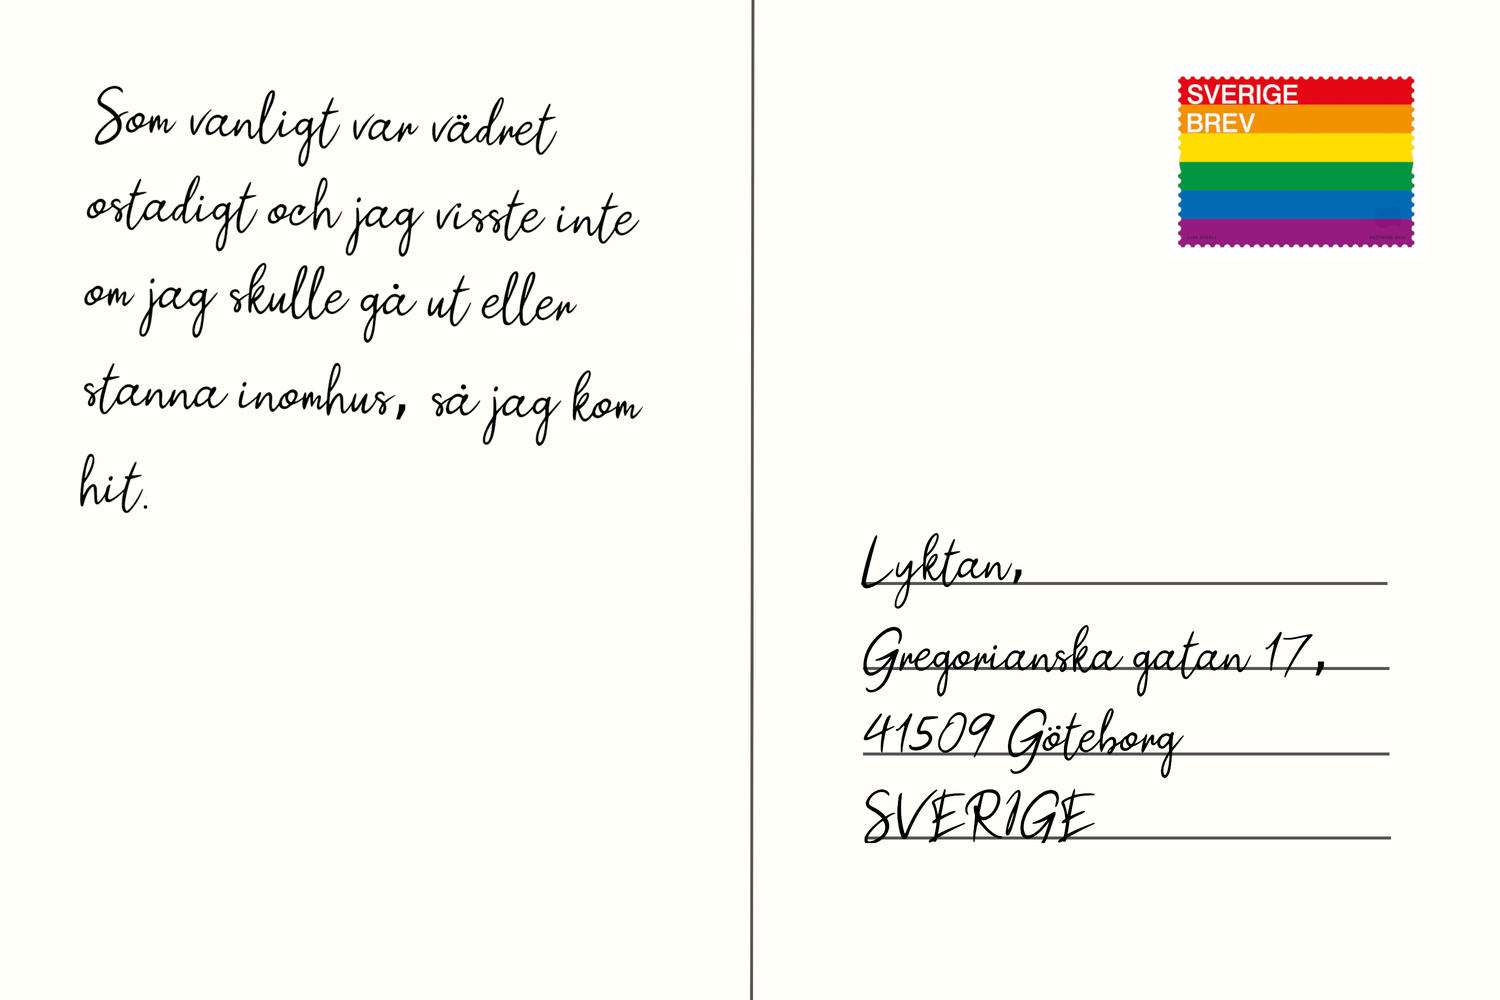 Som vanligt var vädret
ostadigt och jag visste inte
om jag skulle gå ut eller
stanna inomhus, så jag kom
hit.
SVERIGE
BREV
Lyktan,
Gregorianska gatan 17,
41509 Göteborg
SVERIGE